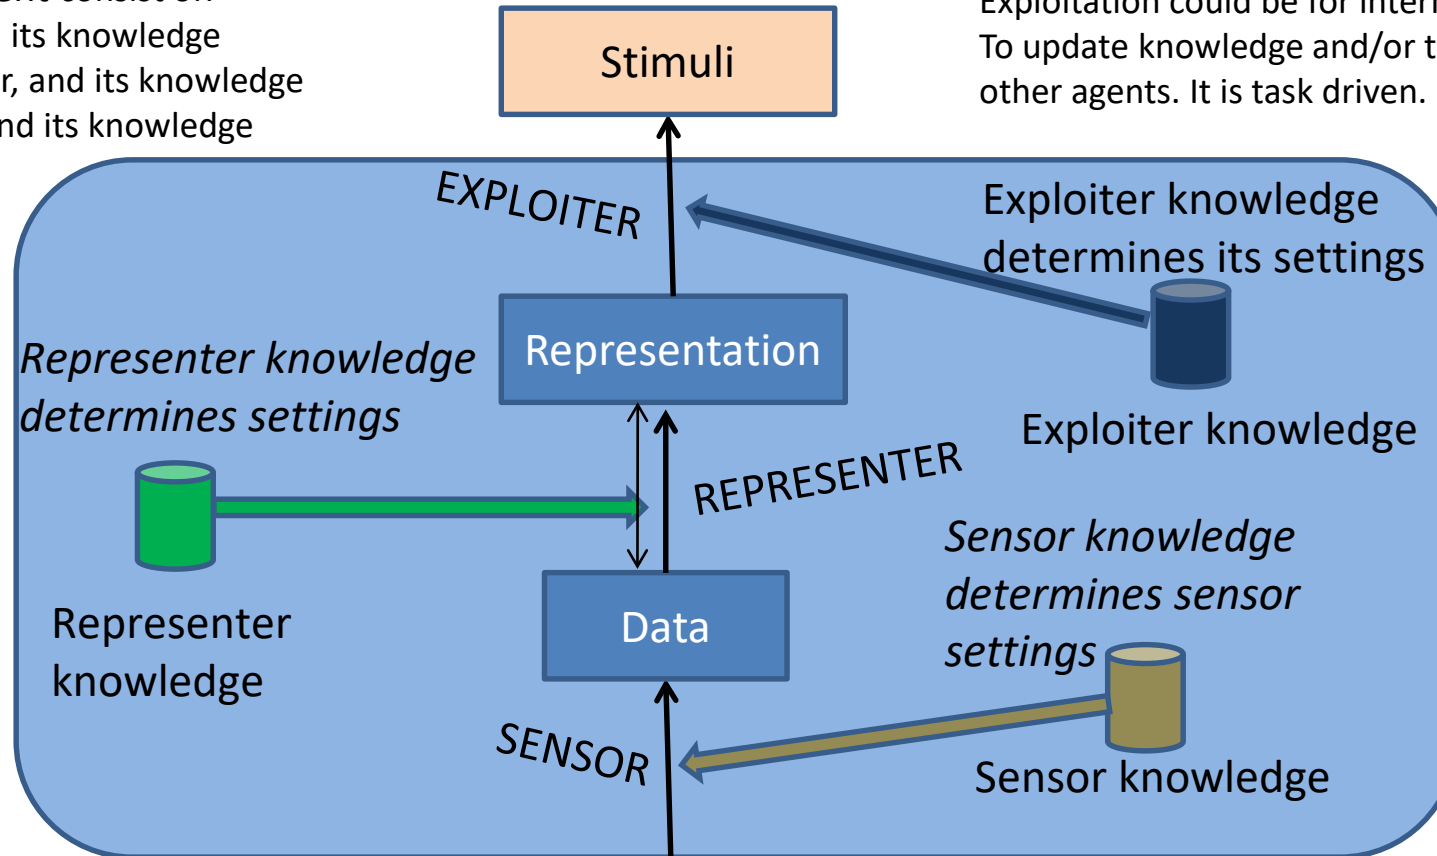 its knowledge
r, and its knowledge
nd its knowledge
Stimuli
To update knowledge and/or t
other agents. It is task driven.
EXPLOITER
Exploiter knowledge
determines its settings
Representer knowledge
determines settings
Representation
Exploiter knowledge
REPRESENTER
Sensor knowledge
determines sensor
settings
Representer
knowledge
Data
SENSOR
Sensor knowledge